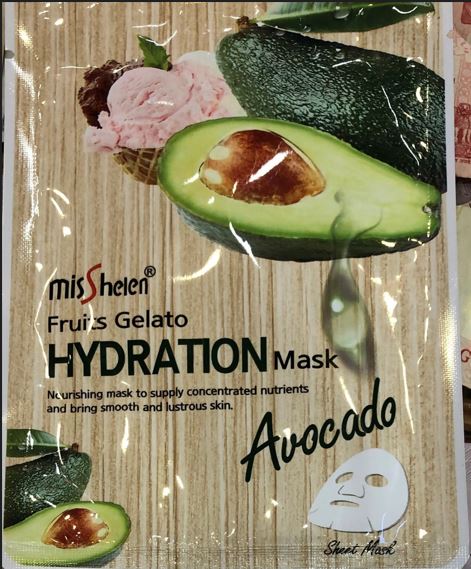 misShelen®
Fruits Gelato
HYDRATION Mask
Nourishing mask to supply concentrated nutrients
and bring smooth and lustrous skin.
Avocado
Sheet Mask